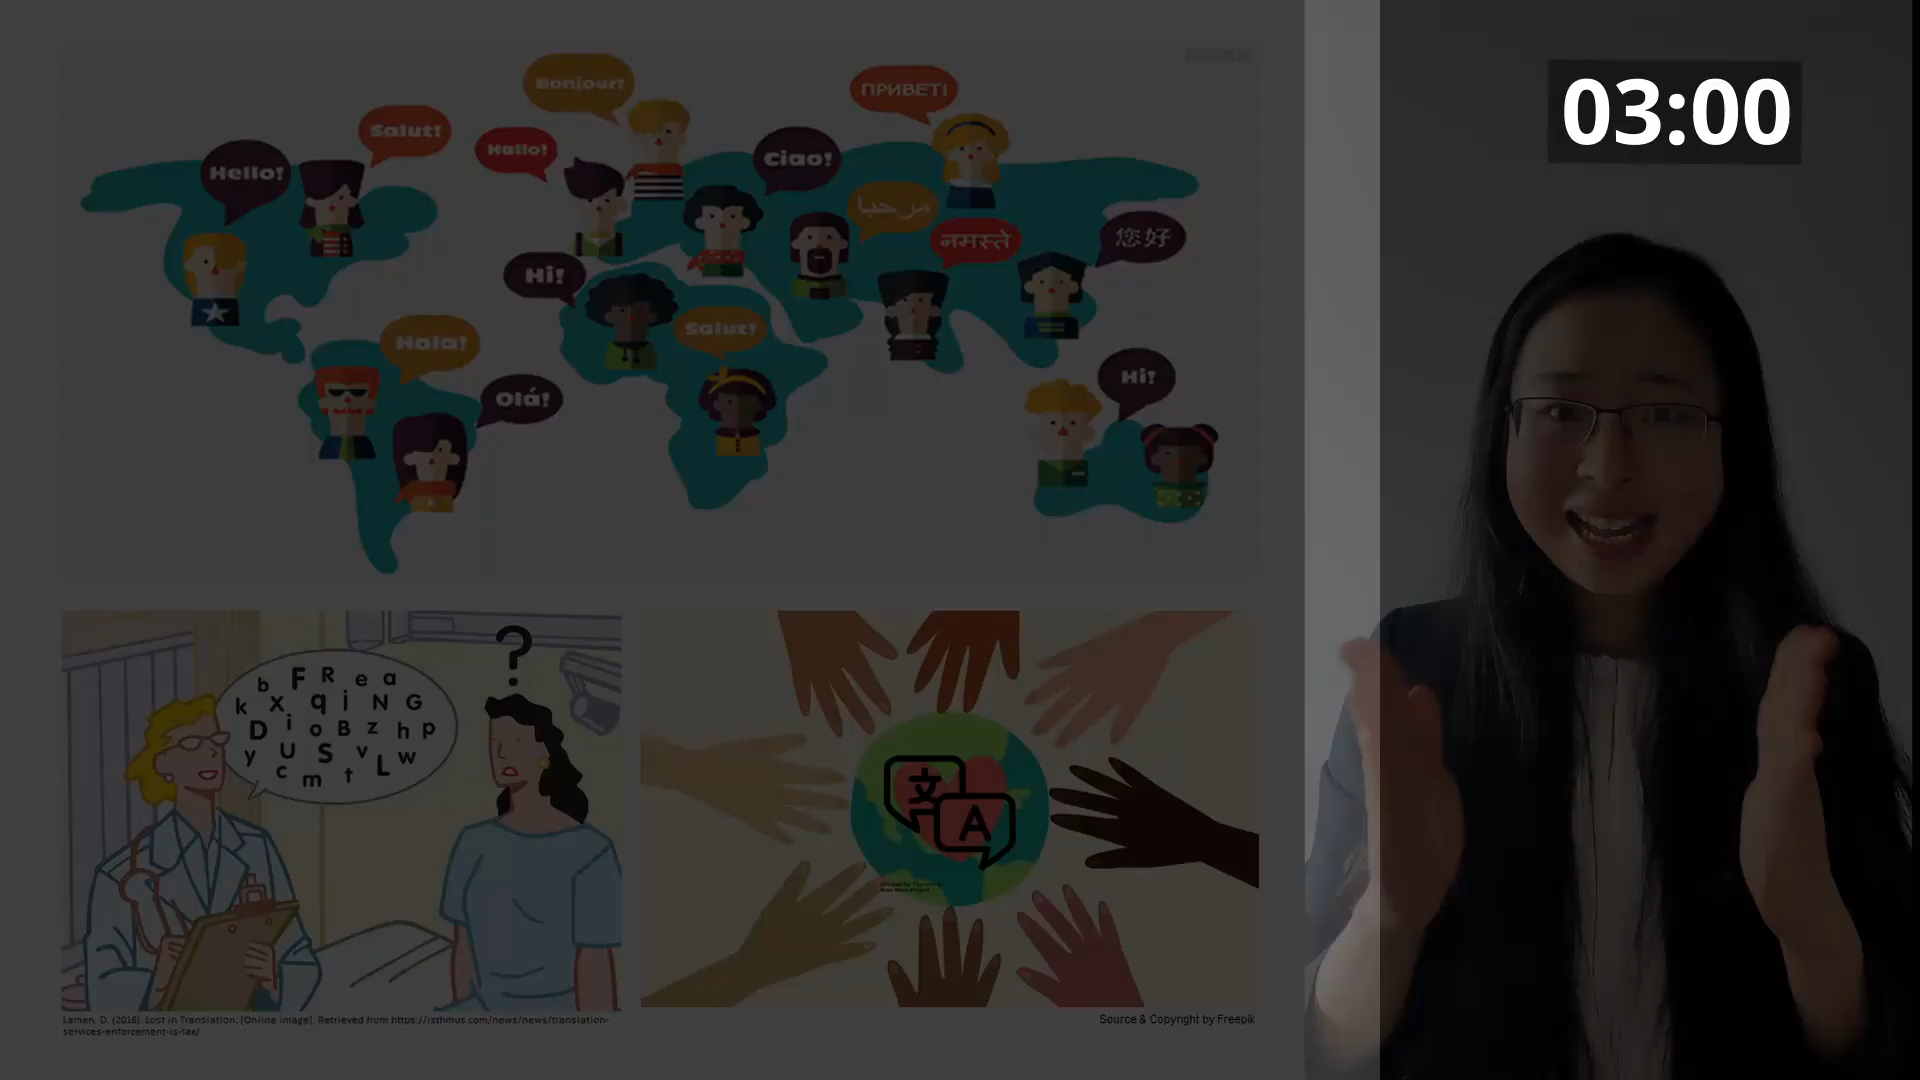 03:00
Bonjour!
ПРИВЕТ!
Salut!
Hallo!
Ciao!
Hello!
مرحبا
नमस्ते
您好
Hi!
Salut!
Hola!
Hi!
Olá!
?
b F R e a
k X q i N G
D i o B z h p
y U S v L w
c m t
文
A
Lamen, D. (2016). Lost in Translation. [Online image]. Retrieved from https://isthmus.com/news/news/translation-
services-enforcement-is-lax/
Source & Copyright by Freepik